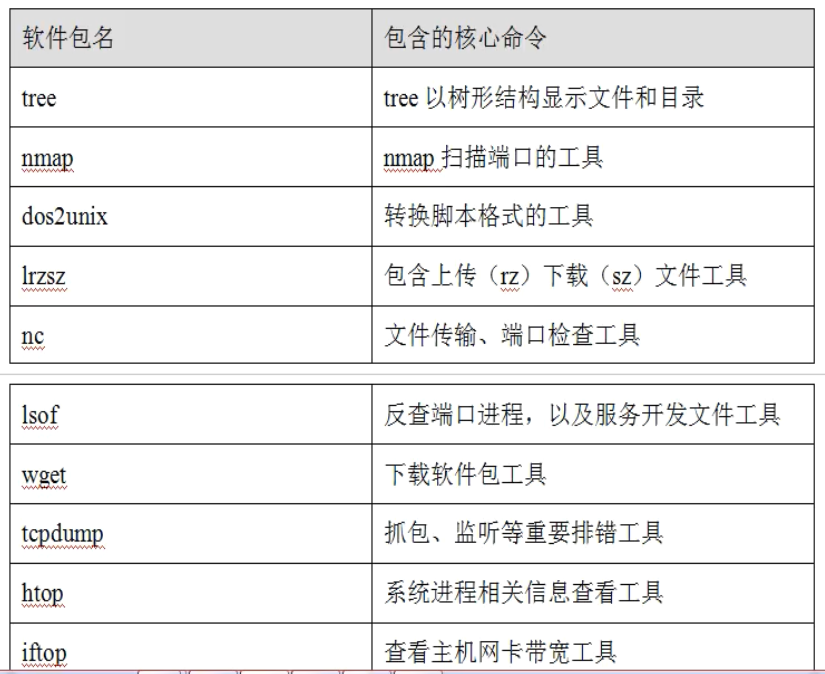 软件包名 包含的核心命令
tree tree 以树形结构显示文件和目录
nmap nmap 扫描端口的工具
dos2unix 转换脚本格式的工具
lrzsz 包含上传（rz）下载（sz）文件工具
nc 文件传输、端口检查工具
lsof 反查端口进程，以及服务开发文件工具
wget 下载软件包工具
tcpdump 抓包、监听等重要排错工具
htop 系统进程相关信息查看工具
iftop 查看主机网卡带宽工具